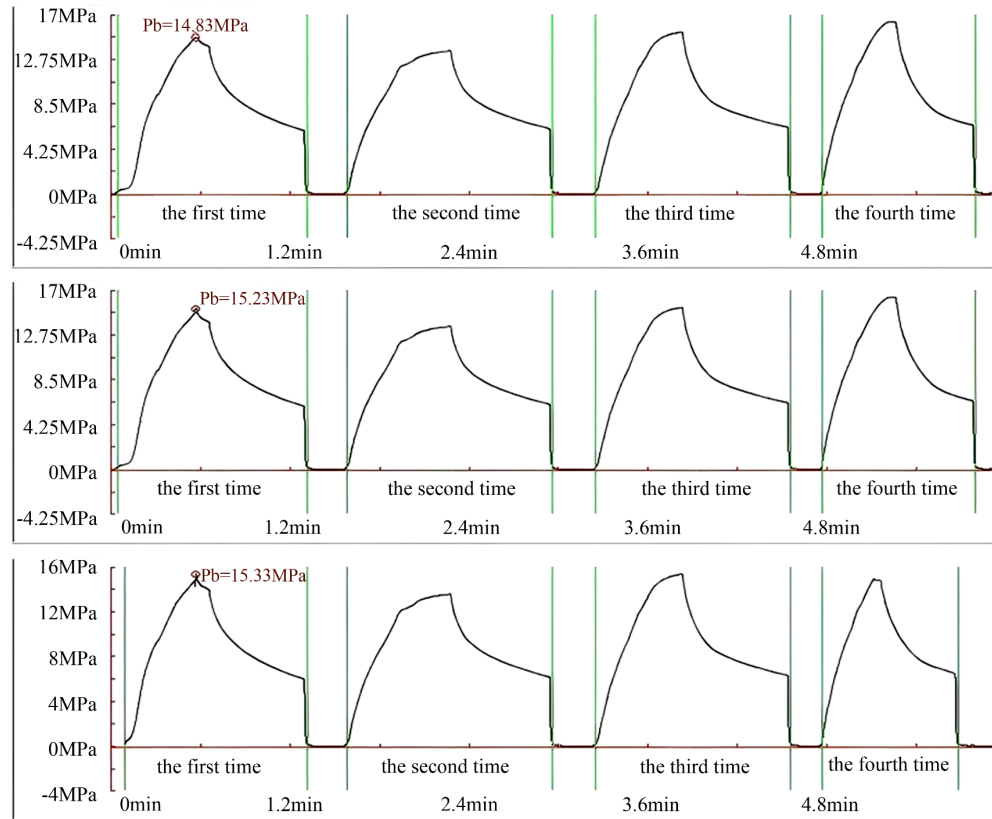 17MPa
Pb=14.83MPa
12.75MPa
8.5MPa
4.25MPa
0MPa
the first time the second time the third time the fourth time
-4.25MPa
0min 1.2min 2.4min 3.6min 4.8min
17MPa
Pb=15.23MPa
12.75MPa
8.5MPa
4.25MPa
0MPa
the first time the second time the third time the fourth time
-4.25MPa
0min 1.2min 2.4min 3.6min 4.8min
16MPa
Pb=15.33MPa
12MPa
8MPa
4MPa
0MPa
the first time the second time the third time the fourth time
-4MPa
0min 1.2min 2.4min 3.6min 4.8min